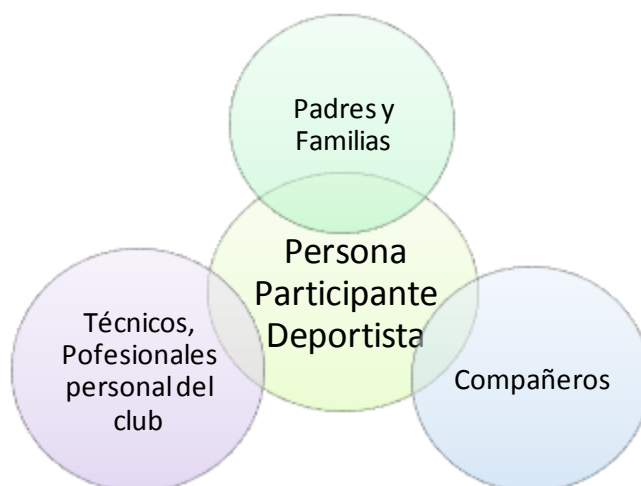 Padres y
Familias
Persona
Participante
Deportista
Técnicos,
Pofesionales
personal del
club
Compañeros